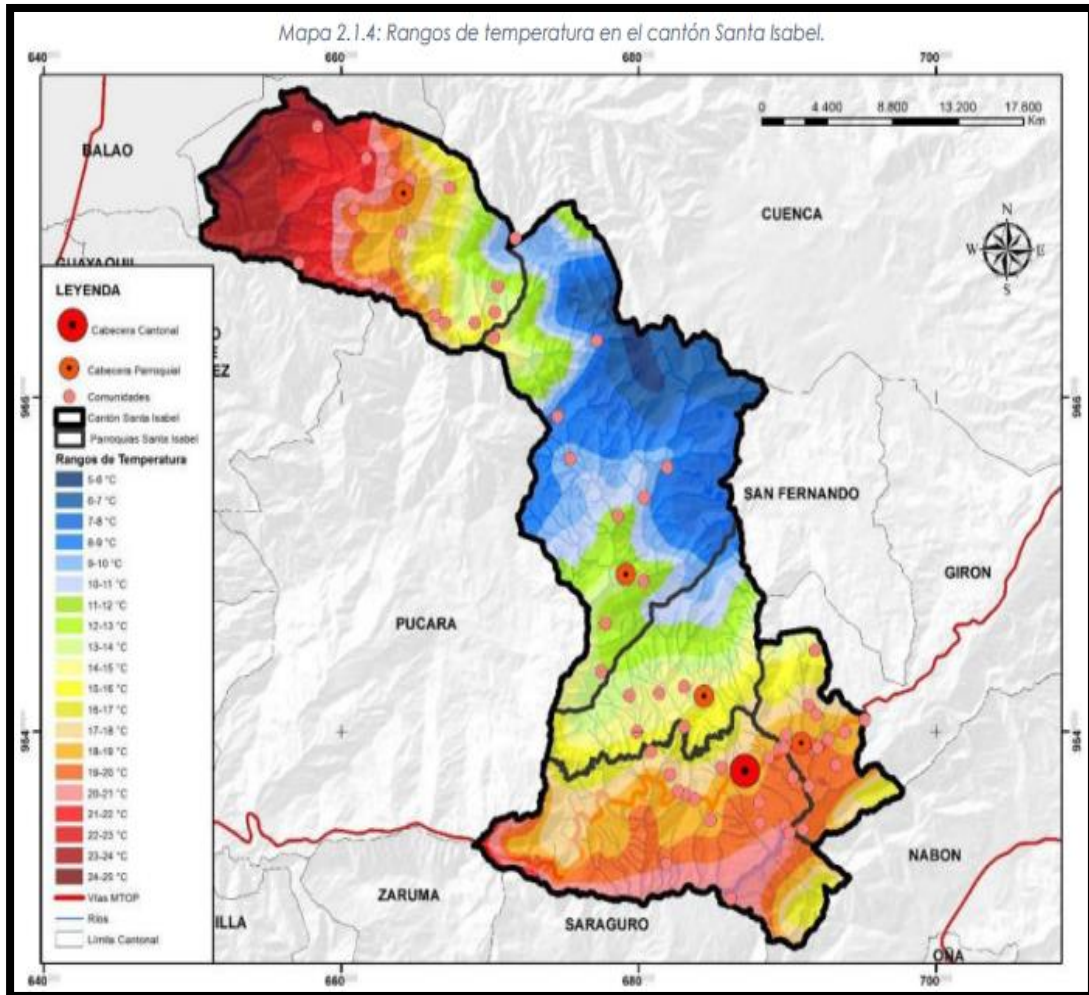 Mapa 2.1.4: Rangos de temperatura en el cantón Santa Isabel.
640
660
680
700
0 4.400 8.800 13.200 17.600
Km
BALAO
CUENCA
N
W E
S
GUAYAQUIL
EZ
LEYENDA
Cabecera Cantonal
Cabecera Parroquial
Comunidades
Cantón Santa Isabel
Parroquias Santa Isabel
Rangos de Temperatura
5-6 °C
6-7 °C
7-8 °C
8-9 °C
9-10 °C
10-11 °C
11-12 °C
12-13 °C
13-14 °C
14-15 °C
15-16 °C
16-17 °C
17-18 °C
18-19 °C
19-20 °C
20-21 °C
21-22 °C
22-23 °C
23-24 °C
24-25 °C
Vías MTOP
Ríos
Límite Cantonal
966
966
SAN FERNANDO
GIRON
PUCARA
964
964
NABON
ZARUMA
SARAGURO
ILLA
OÑA
640
660
680
700